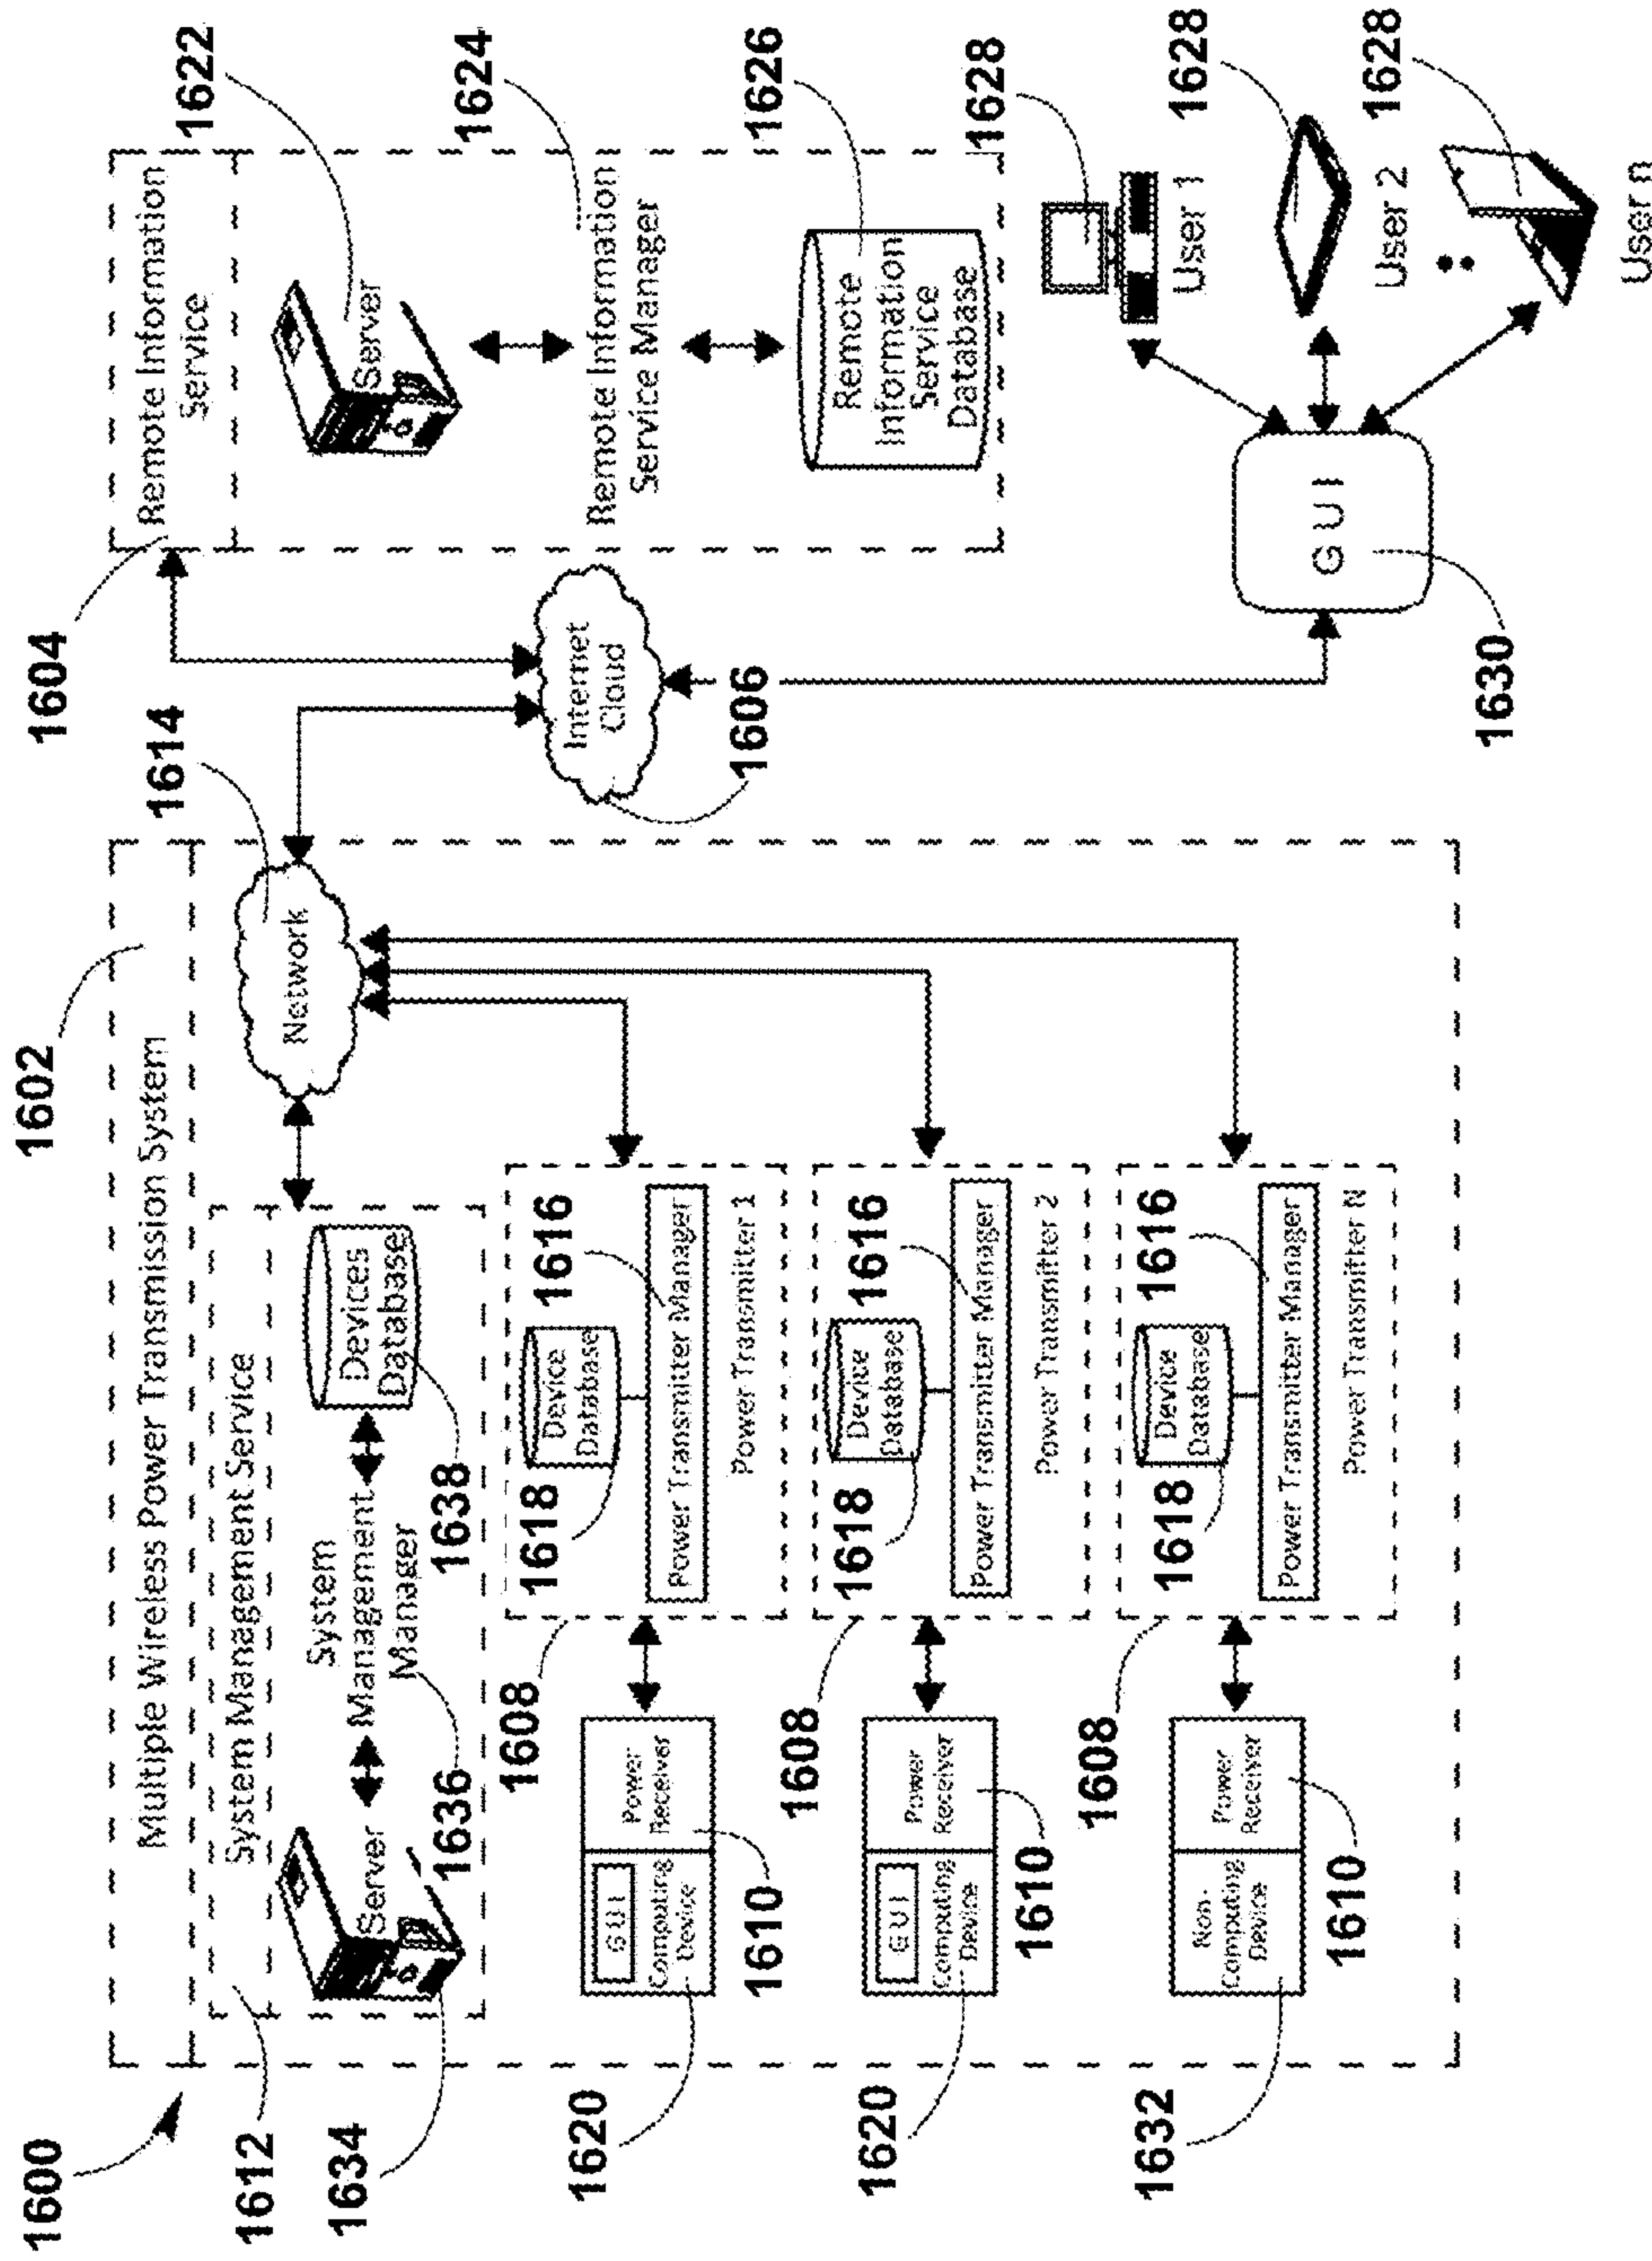 1600
1602
Multiple Wireless Power Transmission System
1612
System Management Service
1634
Server
System
Management
Manager
1636
Devices
Database
1638
1614
Network
1604
Remote Information
Service
1622
Server
1624
Remote Information
Service Manager
1626
Remote
Information
Service
Database
Internet
Cloud
1606
1620
GUI
Computing
Device
Power
Receiver
1610
1608
1618
Device
Database
1616
Power Transmitter Manager
Power Transmitter 1
1620
GUI
Computing
Device
Power
Receiver
1610
1608
1618
Device
Database
1616
Power Transmitter Manager
Power Transmitter 2
1632
Non-
Computing
Device
Power
Receiver
1610
1608
1618
Device
Database
1616
Power Transmitter Manager
Power Transmitter N
1630
GUI
1628
User 1
1628
User 2
1628
User n